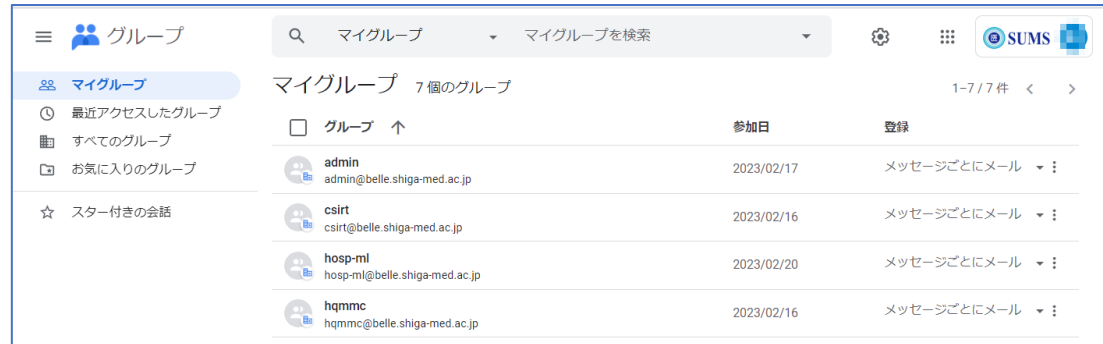 グループ
マイグループ マイグループを検索
SUMS
マイグループ
最近アクセスしたグループ
すべてのグループ
お気に入りのグループ
スター付きの会話
マイグループ 7 個のグループ
1–7 / 7 件
グループ 参加日 登録
admin
admin@belle.shiga-med.ac.jp
2023/02/17 メッセージごとにメール
csirt
csirt@belle.shiga-med.ac.jp
2023/02/16 メッセージごとにメール
hosp-ml
hosp-ml@belle.shiga-med.ac.jp
2023/02/20 メッセージごとにメール
hqmmc
hqmmc@belle.shiga-med.ac.jp
2023/02/16 メッセージごとにメール